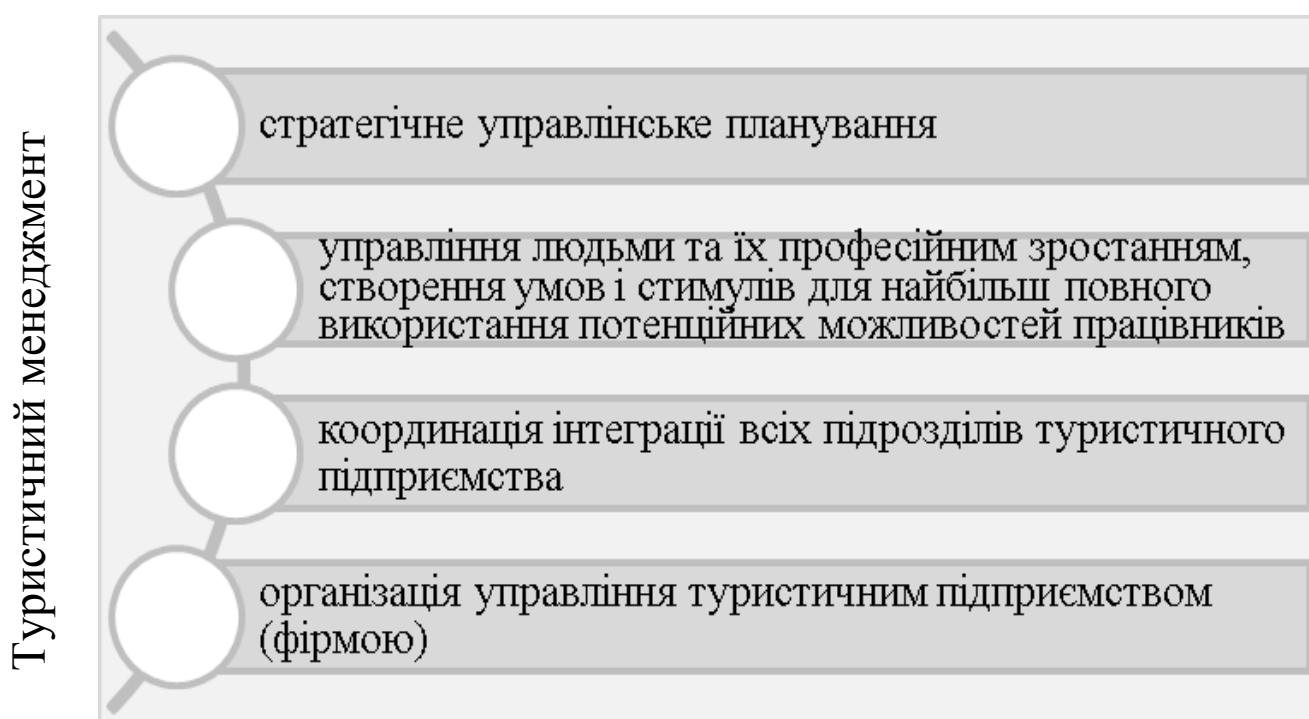 Туристичний менеджмент
стратегічне управлінське планування
управління людьми та їх професійним зростанням,
створення умов і стимулів для найбільш повного
використання потенційних можливостей працівників
координація інтеграції всіх підрозділів туристичного
підприємства
організація управління туристичним підприємством
(фірмою)